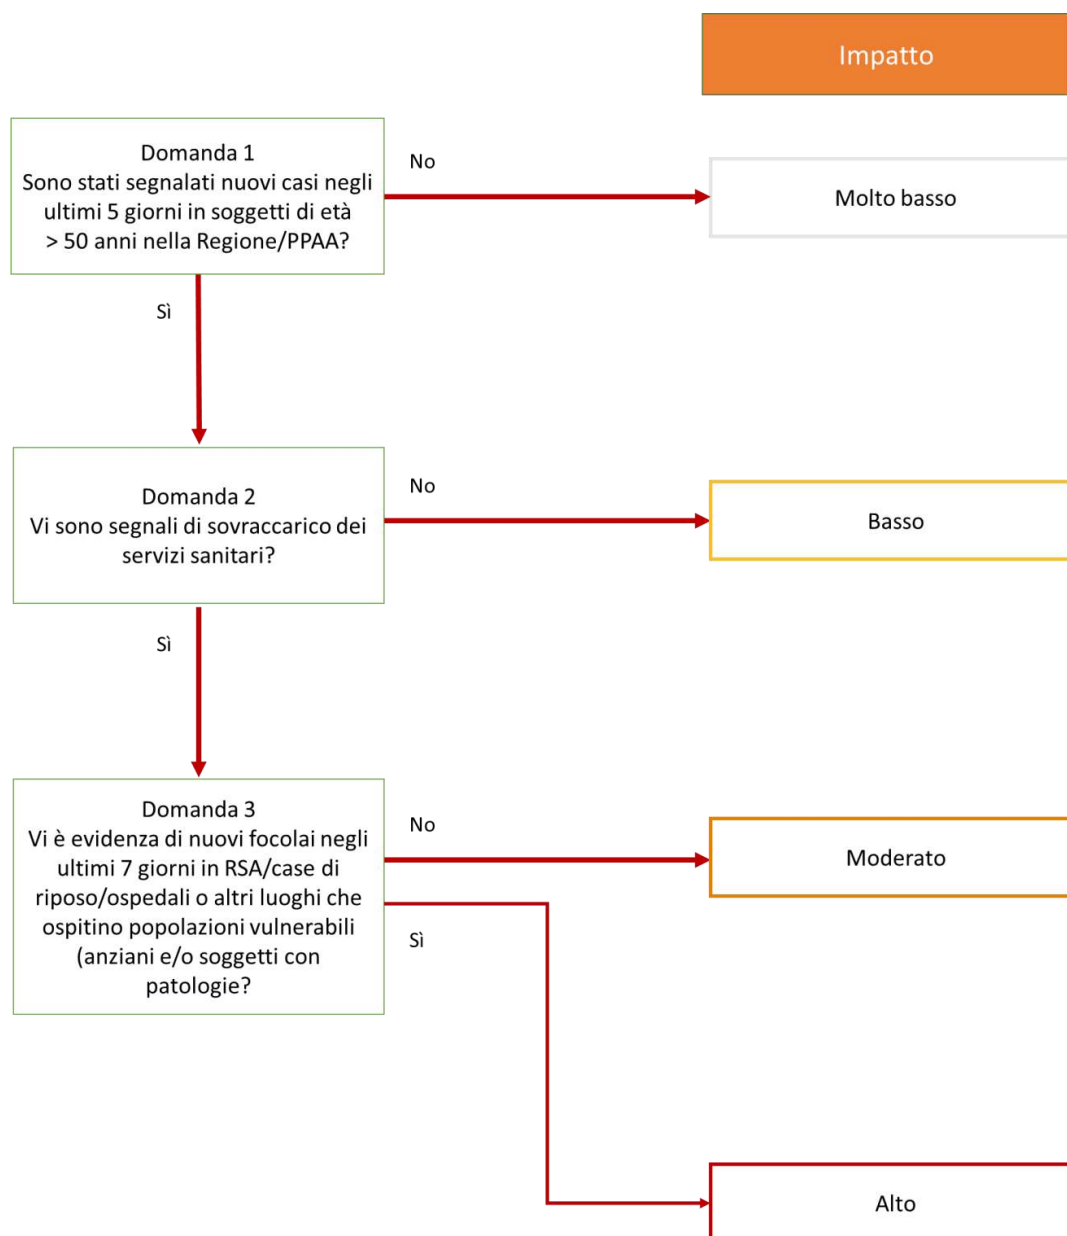 Impatto
Domanda 1
Sono stati segnalati nuovi casi negli
ultimi 5 giorni in soggetti di età
> 50 anni nella Regione/PPAA?
No
Molto basso
Sì
Domanda 2
Vi sono segnali di sovraccarico dei
servizi sanitari?
No
Basso
Sì
Domanda 3
Vi è evidenza di nuovi focolai negli
ultimi 7 giorni in RSA/case di
riposo/ospedali o altri luoghi che
ospitino popolazioni vulnerabili
(anziani e/o soggetti con
patologie?
No
Moderato
Sì
Alto